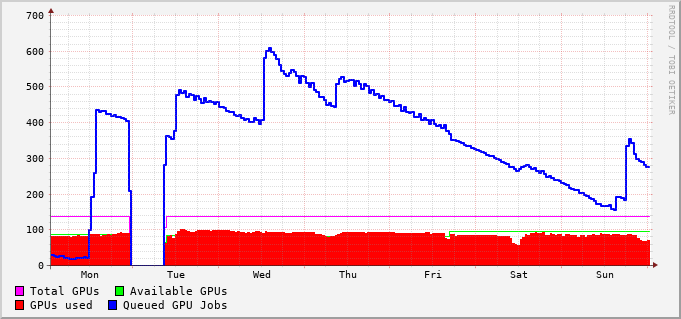 700
600
500
400
300
200
100
0
Mon Tue Wed Thu Fri Sat Sun
Total GPUs Available GPUs
GPUs used Queued GPU Jobs
RRDTOOL / TOBI OETIKER